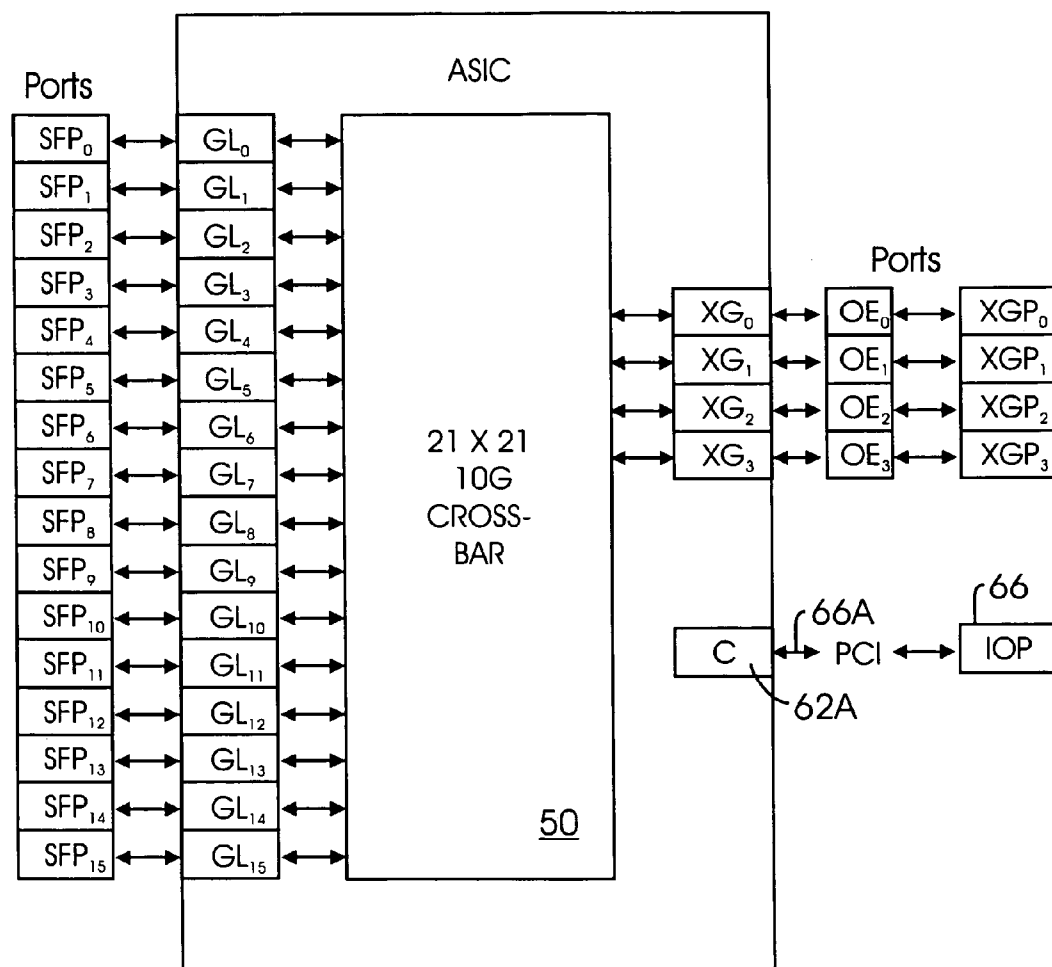 ASIC
Ports
SFP₀ GL₀
SFP₁ GL₁
SFP₂ GL₂
SFP₃ GL₃
SFP₄ GL₄
SFP₅ GL₅
SFP₆ GL₆
SFP₇ GL₇
SFP₈ GL₈
SFP₉ GL₉
SFP₁₀ GL₁₀
SFP₁₁ GL₁₁
SFP₁₂ GL₁₂
SFP₁₃ GL₁₃
SFP₁₄ GL₁₄
SFP₁₅ GL₁₅
21 X 21
10G
CROSS-
BAR
50
Ports
XG₀ OE₀ XGP₀
XG₁ OE₁ XGP₁
XG₂ OE₂ XGP₂
XG₃ OE₃ XGP₃
66
66A
C PCI IOP
62A